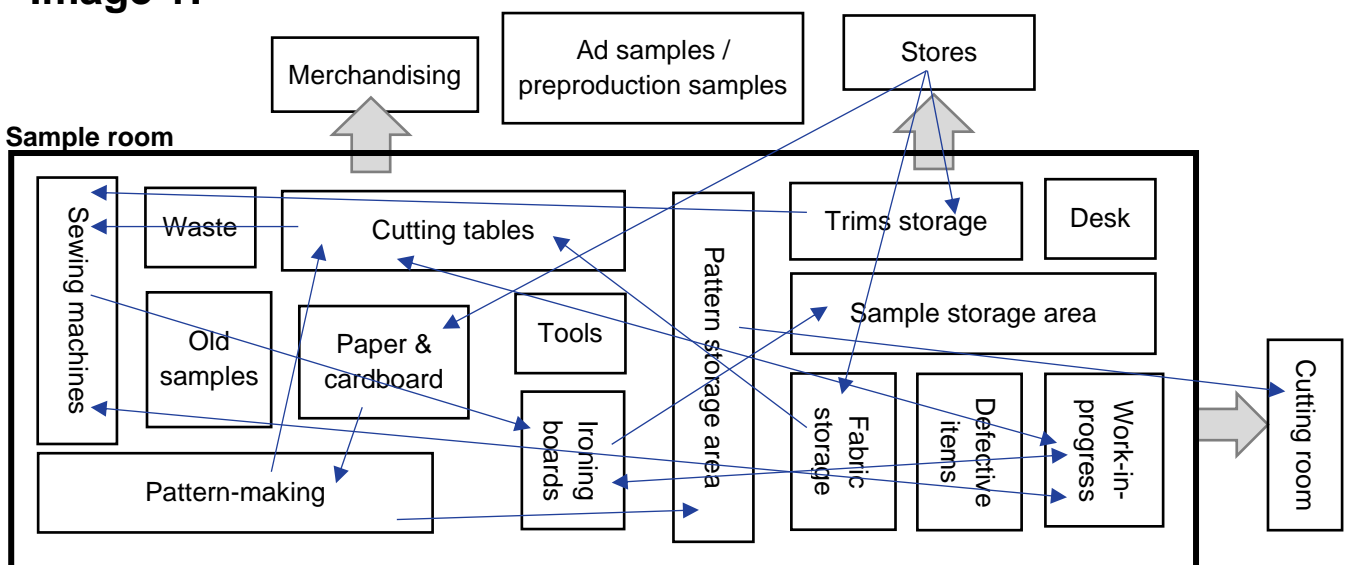 Image 1:
Merchandising
Ad samples /
preproduction samples
Stores
Sample room
Sewing machines
Waste
Cutting tables
Pattern storage area
Trims storage
Desk
Old
samples
Paper &
cardboard
Tools
Sample storage area
Ironing
boards
Fabric
storage
Defective
items
Work-in-
progress
Cutting room
Pattern-making